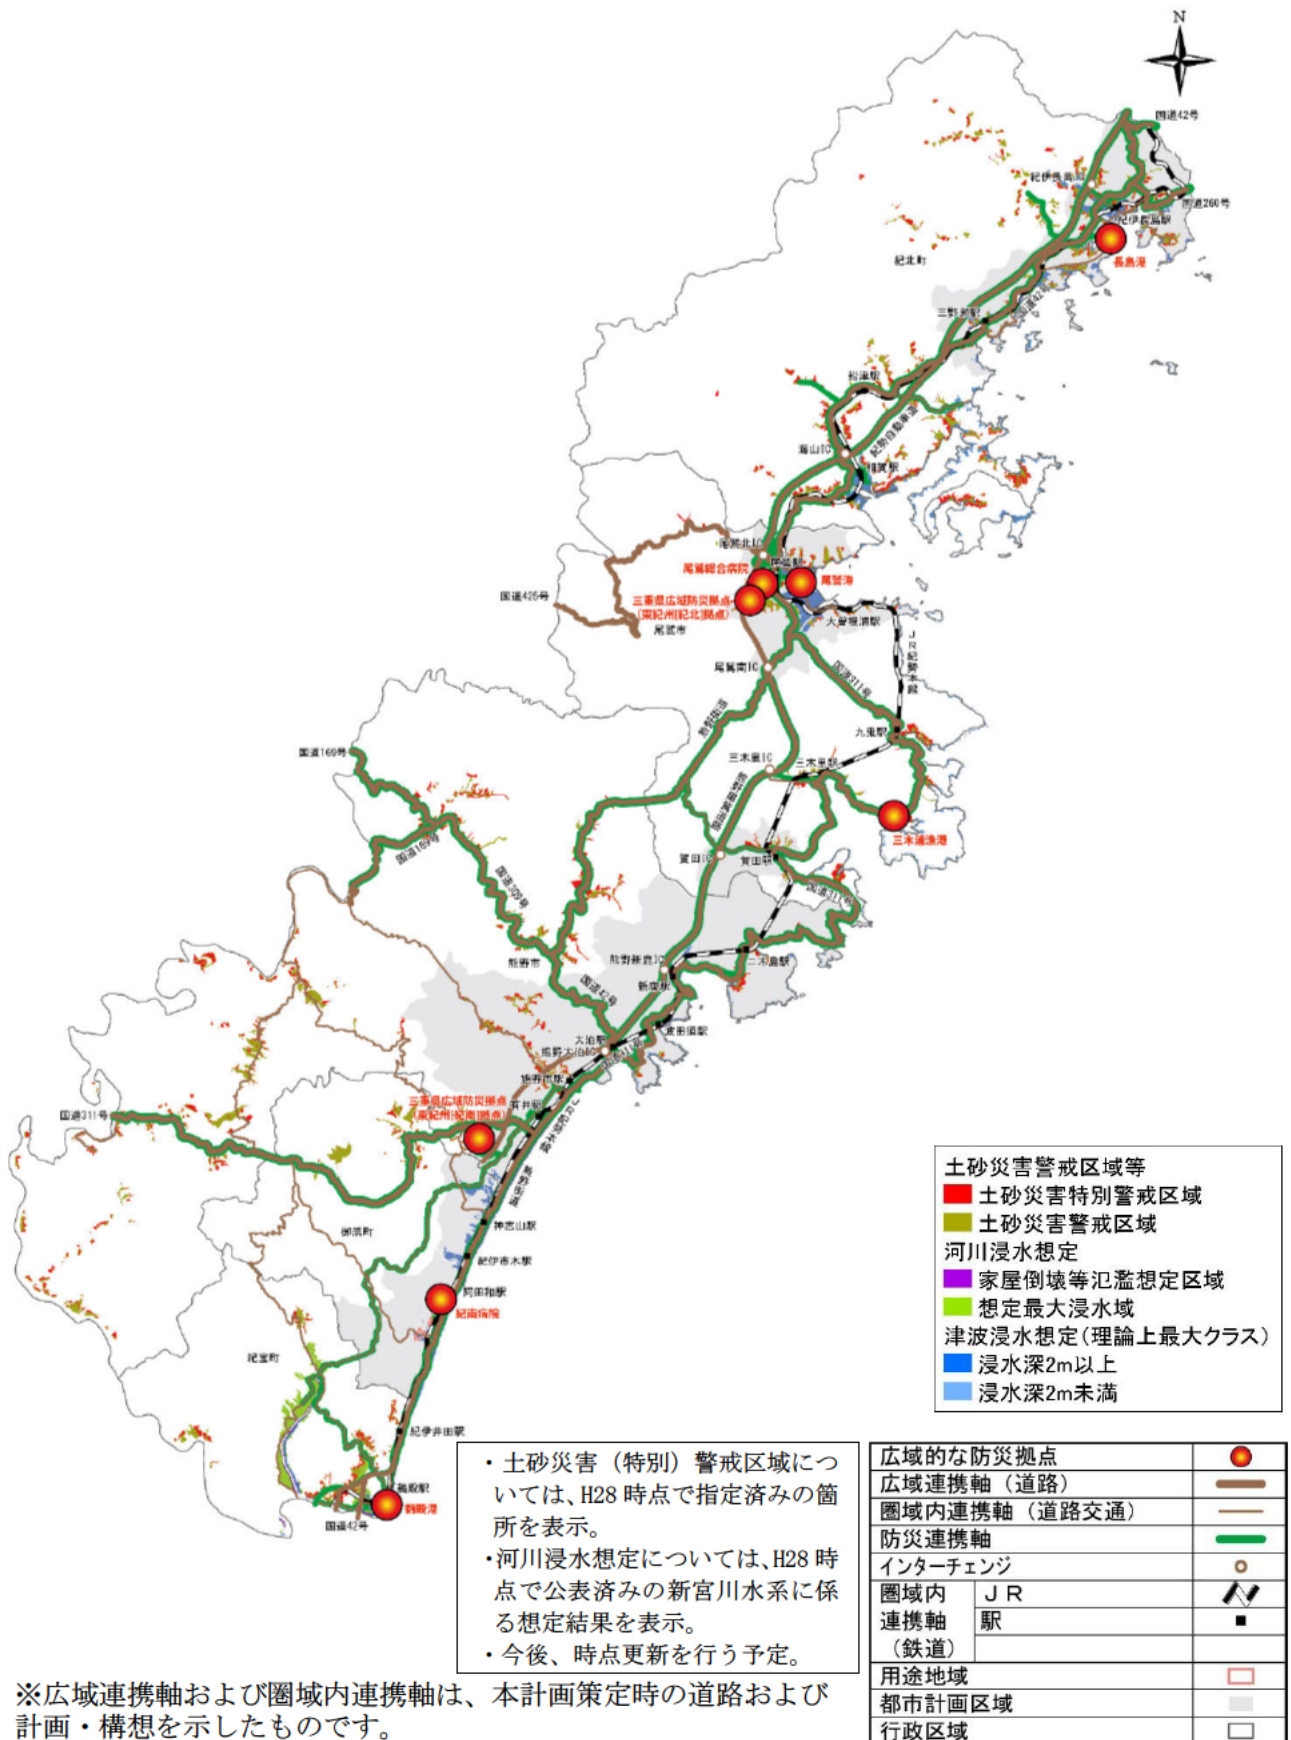 N
国道42号
紀伊長島IC
国道260号
紀伊長島駅
長島港
紀北町
国道42号
三野瀬駅
船津駅
紀勢自動車道
海山IC
相賀駅
尾鷲北IC
尾鷲駅
尾鷲総合病院
尾鷲港
三重県広域防災拠点
(東紀州[紀北]拠点)
国道425号
尾鷲市
大曽根浦駅
JR紀勢本線
尾鷲南IC
国道311号
熊野街道
九鬼駅
国道169号
三木里IC
三木里駅
熊野尾鷲道路
三木浦漁港
国道169号
賀田IC
賀田駅
国道309号
国道311号
熊野市
熊野新鹿IC
二木島駅
新鹿駅
国道42号
波田須駅
大泊駅
熊野大泊IC
国道311号
熊野市駅
三重県広域防災拠点
(東紀州[紀南]拠点)
有井駅
国道311号
JR紀勢本線
熊野街道
御浜町
神志山駅
紀伊市木駅
阿田和駅
紀南病院
紀宝町
紀伊井田駅
鵜殿駅
鵜殿港
国道42号
土砂災害警戒区域等
土砂災害特別警戒区域
土砂災害警戒区域
河川浸水想定
家屋倒壊等氾濫想定区域
想定最大浸水域
津波浸水想定(理論上最大クラス)
浸水深2m以上
浸水深2m未満
・土砂災害（特別）警戒区域につ
いては、H28時点で指定済みの箇
所を表示。
・河川浸水想定については、H28時
点で公表済みの新宮川水系に係
る想定結果を表示。
・今後、時点更新を行う予定。
広域的な防災拠点
広域連携軸（道路）
圏域内連携軸（道路交通）
防災連携軸
インターチェンジ
圏域内 ＪＲ
連携軸 駅
（鉄道）
用途地域
都市計画区域
行政区域
※広域連携軸および圏域内連携軸は、本計画策定時の道路および
計画・構想を示したものです。